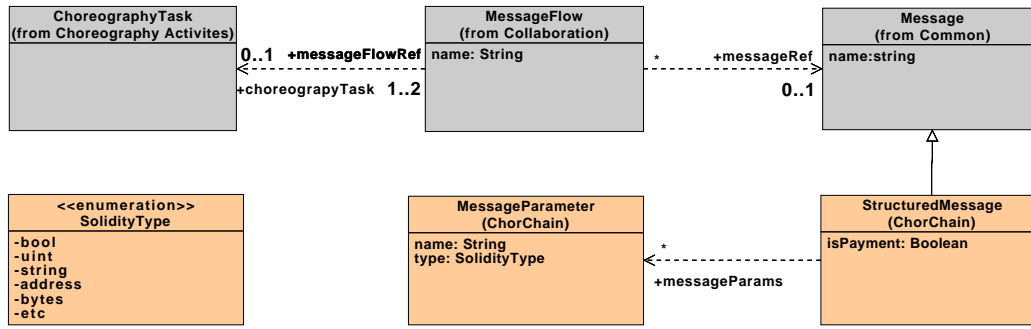 ChoreographyTask
(from Choreography Activites)
MessageFlow
(from Collaboration)
name: String
Message
(from Common)
name:string
0..1
+messageFlowRef
+choreograpyTask
1..2
*
+messageRef
0..1
<<enumeration>>
SolidityType
-bool
-uint
-string
-address
-bytes
-etc
MessageParameter
(ChorChain)
name: String
type: SolidityType
StructuredMessage
(ChorChain)
isPayment: Boolean
*
+messageParams